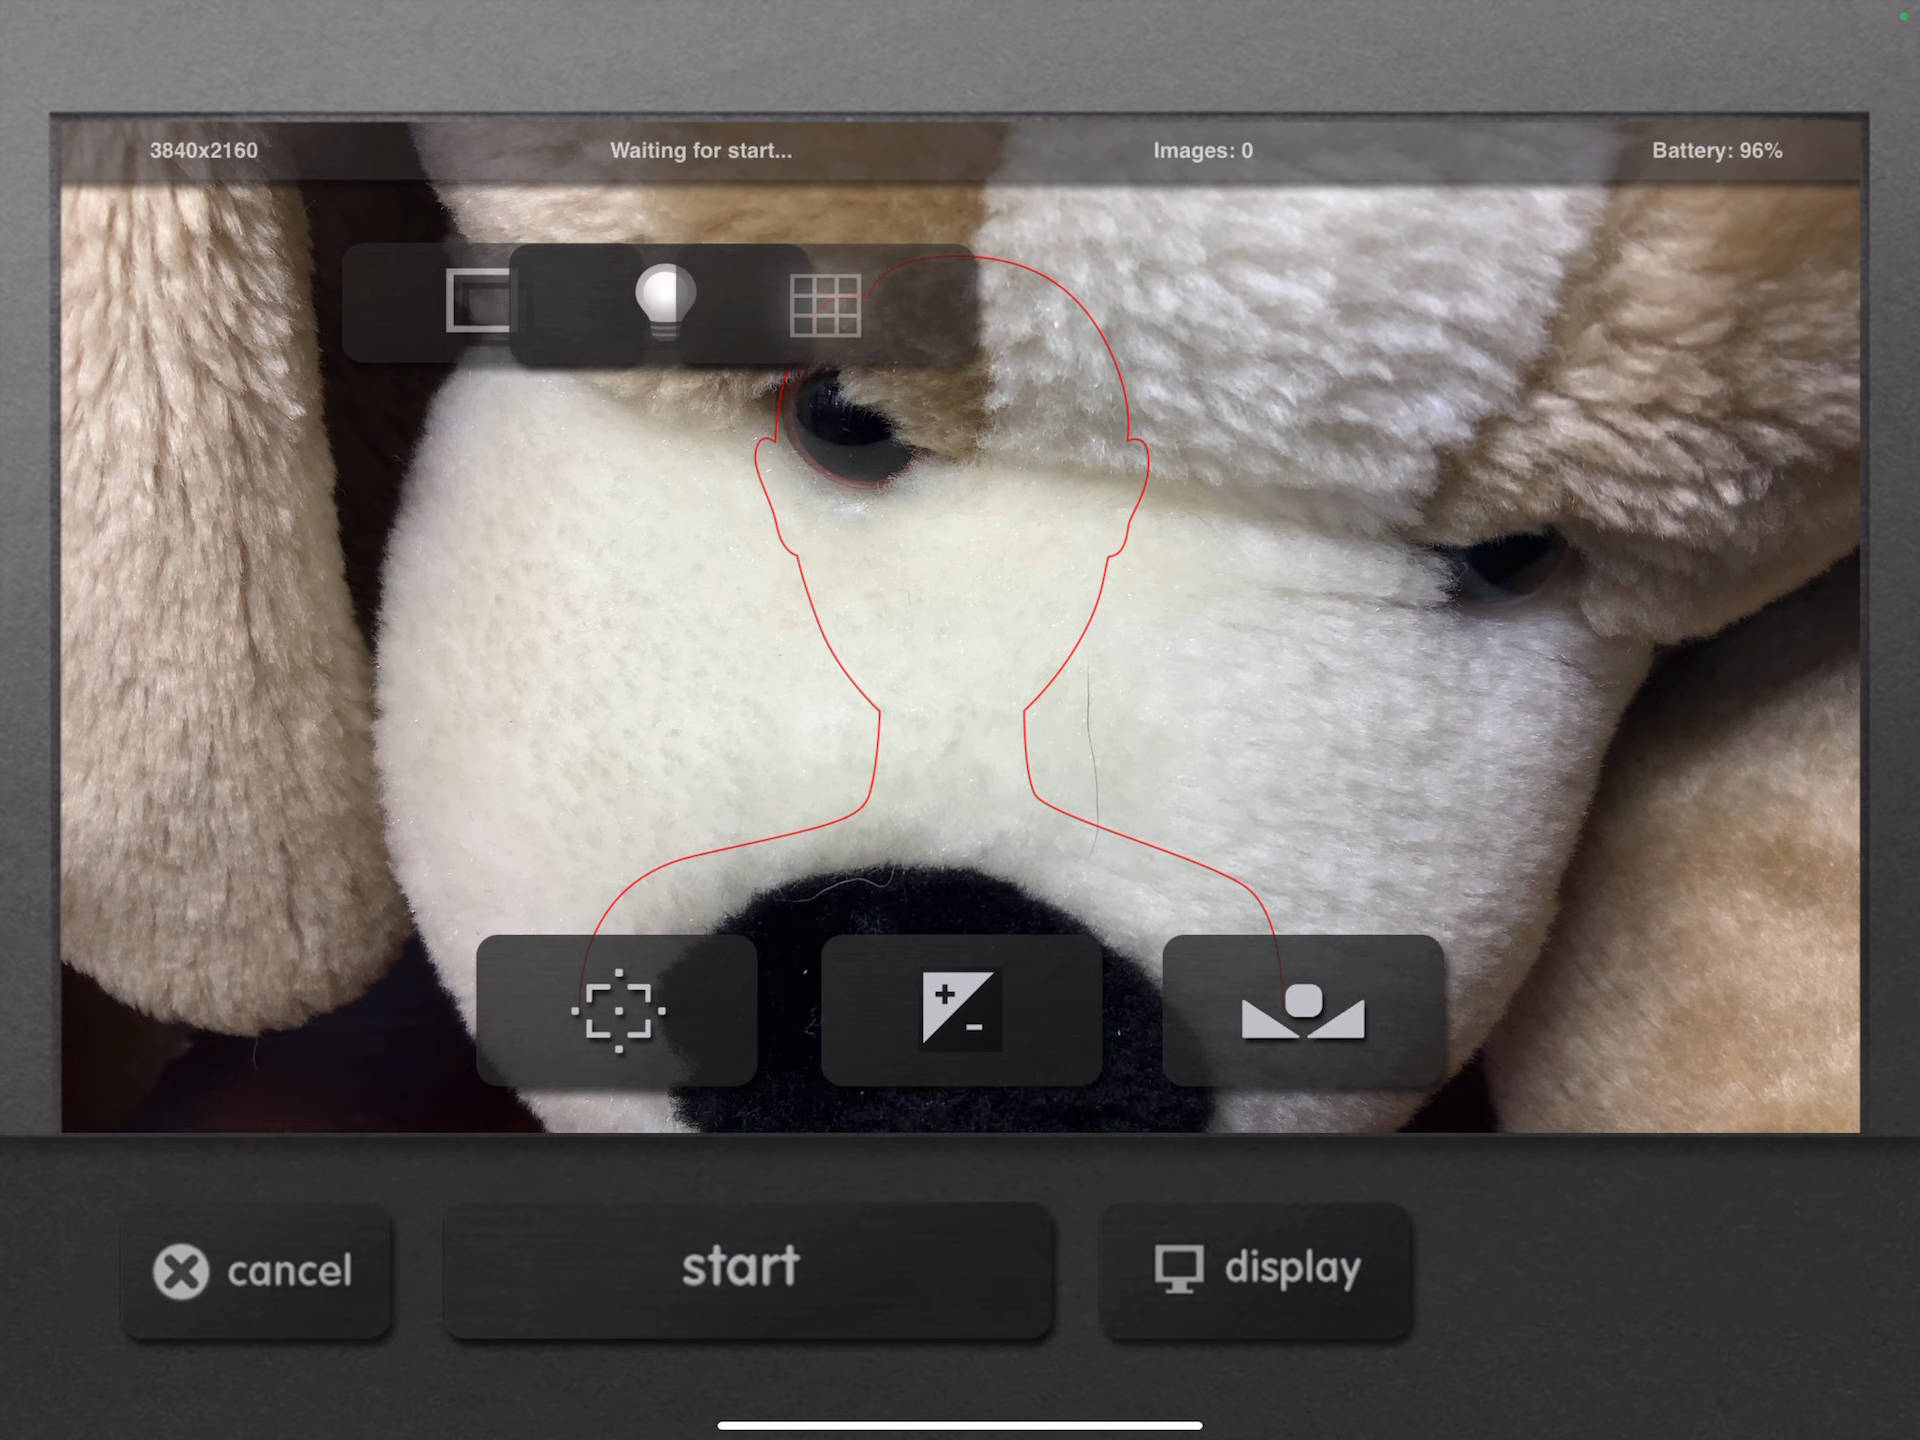 3840x2160
Waiting for start...
Images: 0
Battery: 96%
cancel
start
display